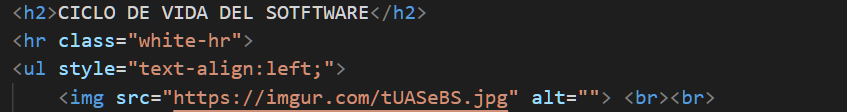 <h2>CICLO DE VIDA DEL SOTFTWARE</h2>
<hr class="white-hr">
<ul style="text-align:left;">
<img src="https://imgur.com/tUASeBS.jpg" alt=""> <br><br>